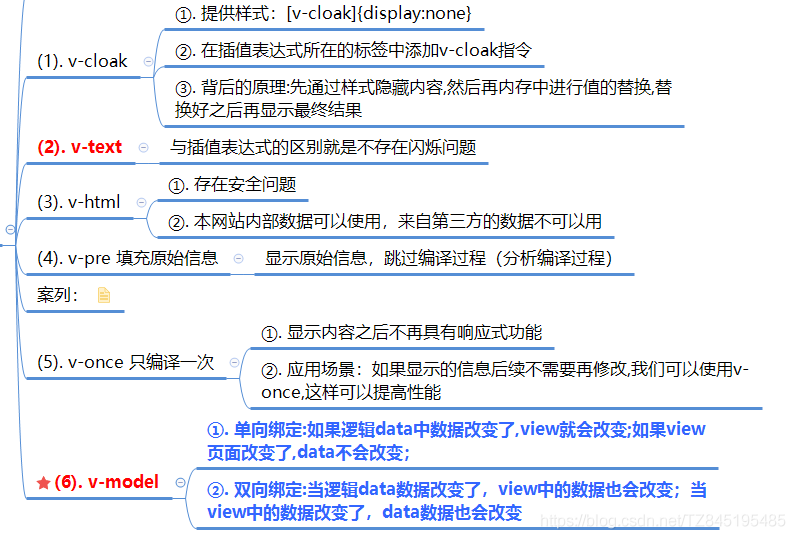 (1). v-cloak
①. 提供样式：[v-cloak]{display:none}
②. 在插值表达式所在的标签中添加v-cloak指令
③. 背后的原理:先通过样式隐藏内容,然后再内存中进行值的替换,替
换好之后再显示最终结果
(2). v-text
与插值表达式的区别就是不存在闪烁问题
(3). v-html
①. 存在安全问题
②. 本网站内部数据可以使用，来自第三方的数据不可以用
(4). v-pre 填充原始信息
显示原始信息，跳过编译过程（分析编译过程）
案列：
(5). v-once 只编译一次
①. 显示内容之后不再具有响应式功能
②. 应用场景：如果显示的信息后续不需要再修改,我们可以使用v-
once,这样可以提高性能
(6). v-model
①. 单向绑定:如果逻辑data中数据改变了,view就会改变;如果view
页面改变了,data不会改变；
②. 双向绑定:当逻辑data数据改变了，view中的数据也会改变；当
view中的数据改变了，data数据也会改变
https://blog.csdn.net/TZ845195485